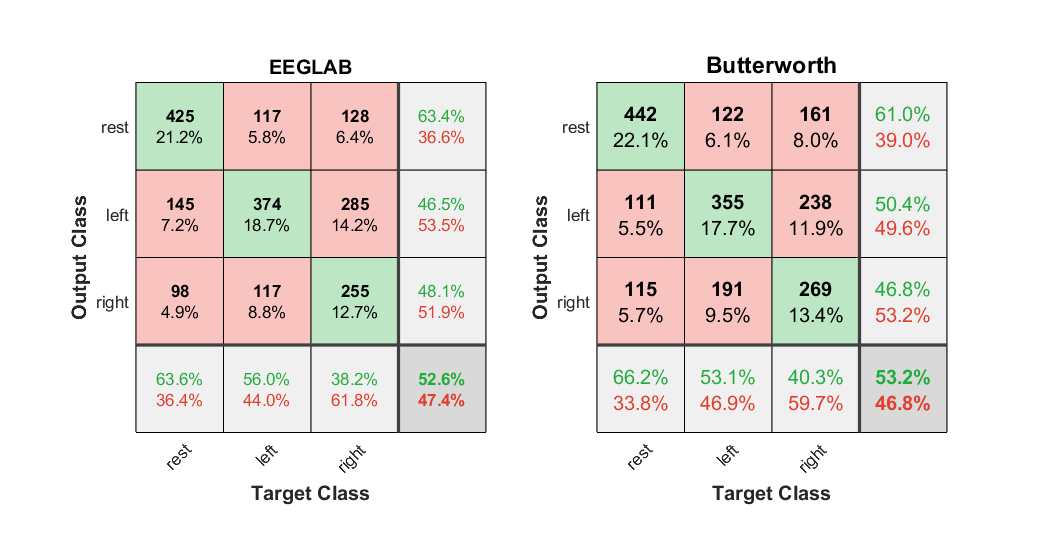 EEGLAB
rest 425 117 128 63.4%
21.2% 5.8% 6.4% 36.6%
left 145 374 285 46.5%
7.2% 18.7% 14.2% 53.5%
right 98 117 255 48.1%
4.9% 8.8% 12.7% 51.9%
63.6% 56.0% 38.2% 52.6%
36.4% 44.0% 61.8% 47.4%
rest left right
Target Class
Output Class
Butterworth
rest 442 122 161 61.0%
22.1% 6.1% 8.0% 39.0%
left 111 355 238 50.4%
5.5% 17.7% 11.9% 49.6%
right 115 191 269 46.8%
5.7% 9.5% 13.4% 53.2%
66.2% 53.1% 40.3% 53.2%
33.8% 46.9% 59.7% 46.8%
rest left right
Target Class
Output Class